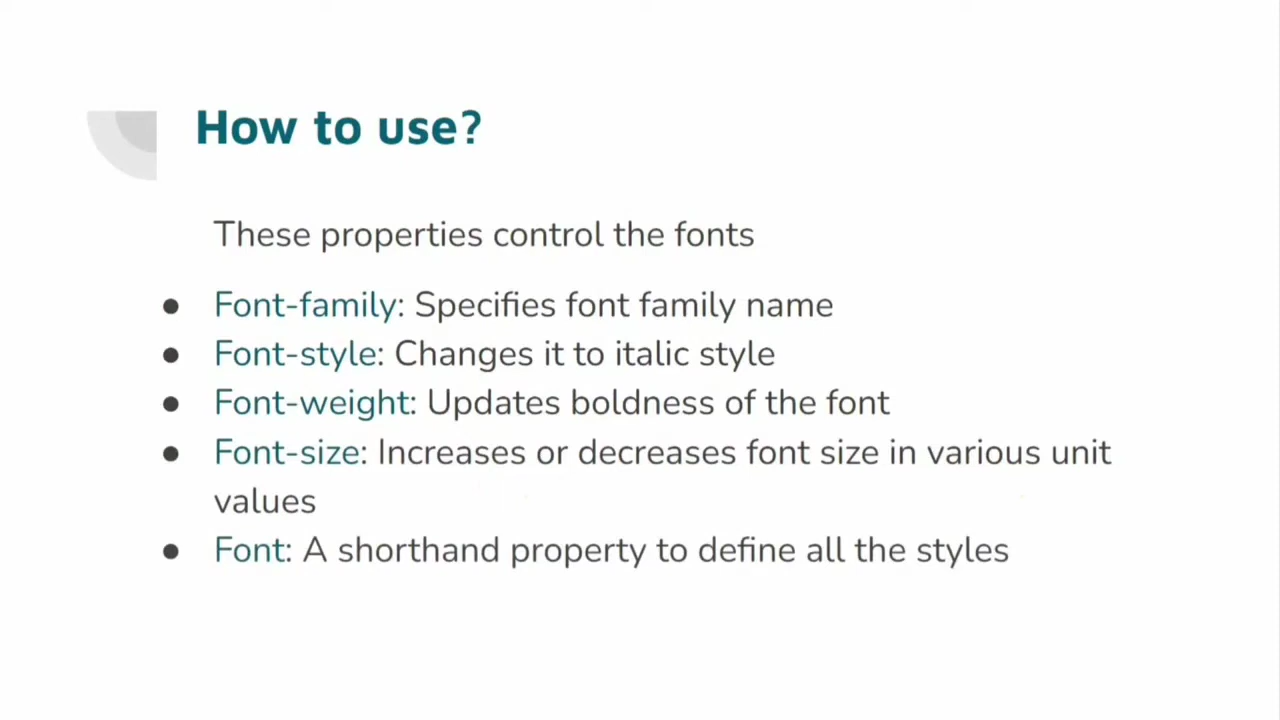 How to use?
These properties control the fonts
● Font-family: Specifies font family name
● Font-style: Changes it to italic style
● Font-weight: Updates boldness of the font
● Font-size: Increases or decreases font size in various unit
values
● Font: A shorthand property to define all the styles